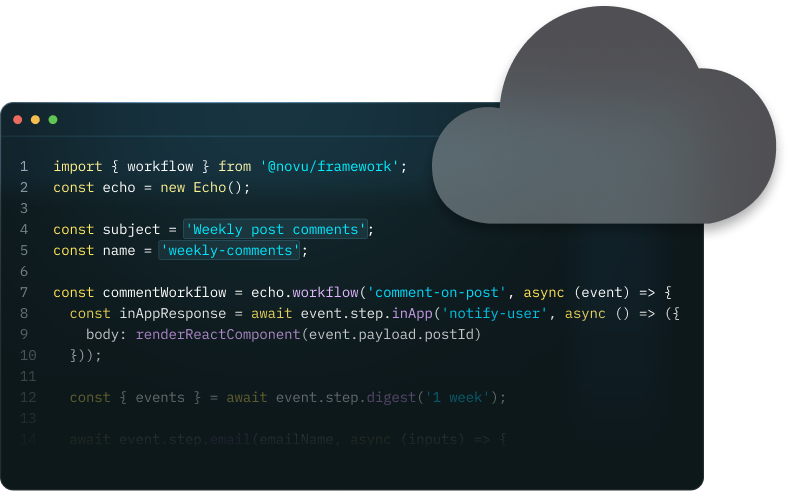 1 import { workflow } from '@novu/framework';
2 const echo = new Echo();
3
4 const subject = 'Weekly post comments';
5 const name = 'weekly-comments';
6
7 const commentWorkflow = echo.workflow('comment-on-post', async (event) => {
8 const inAppResponse = await event.step.inApp('notify-user', async () => ({
9 body: renderReactComponent(event.payload.postId)
10 }));
11
12 const { events } = await event.step.digest('1 week');
13
14 await event.step.email(emailName, async (inputs) => {